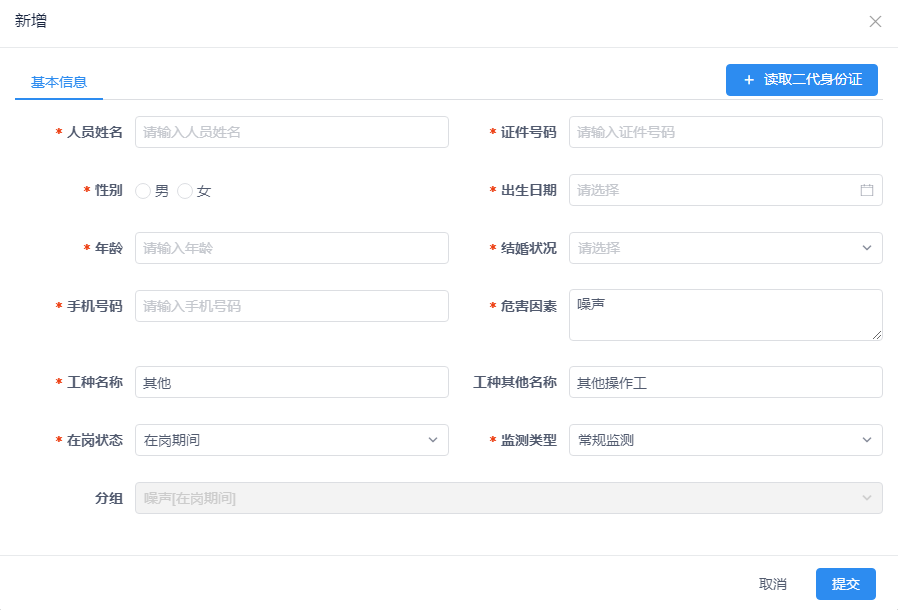 新增
基本信息
+ 读取二代身份证
* 人员姓名 请输入人员姓名 * 证件号码 请输入证件号码
* 性别 男 女 * 出生日期 请选择
* 年龄 请输入年龄 * 结婚状况 请选择
* 手机号码 请输入手机号码 * 危害因素 噪声
* 工种名称 其他 工种其他名称 其他操作工
* 在岗状态 在岗期间 * 监测类型 常规监测
分组 噪声[在岗期间]
取消 提交